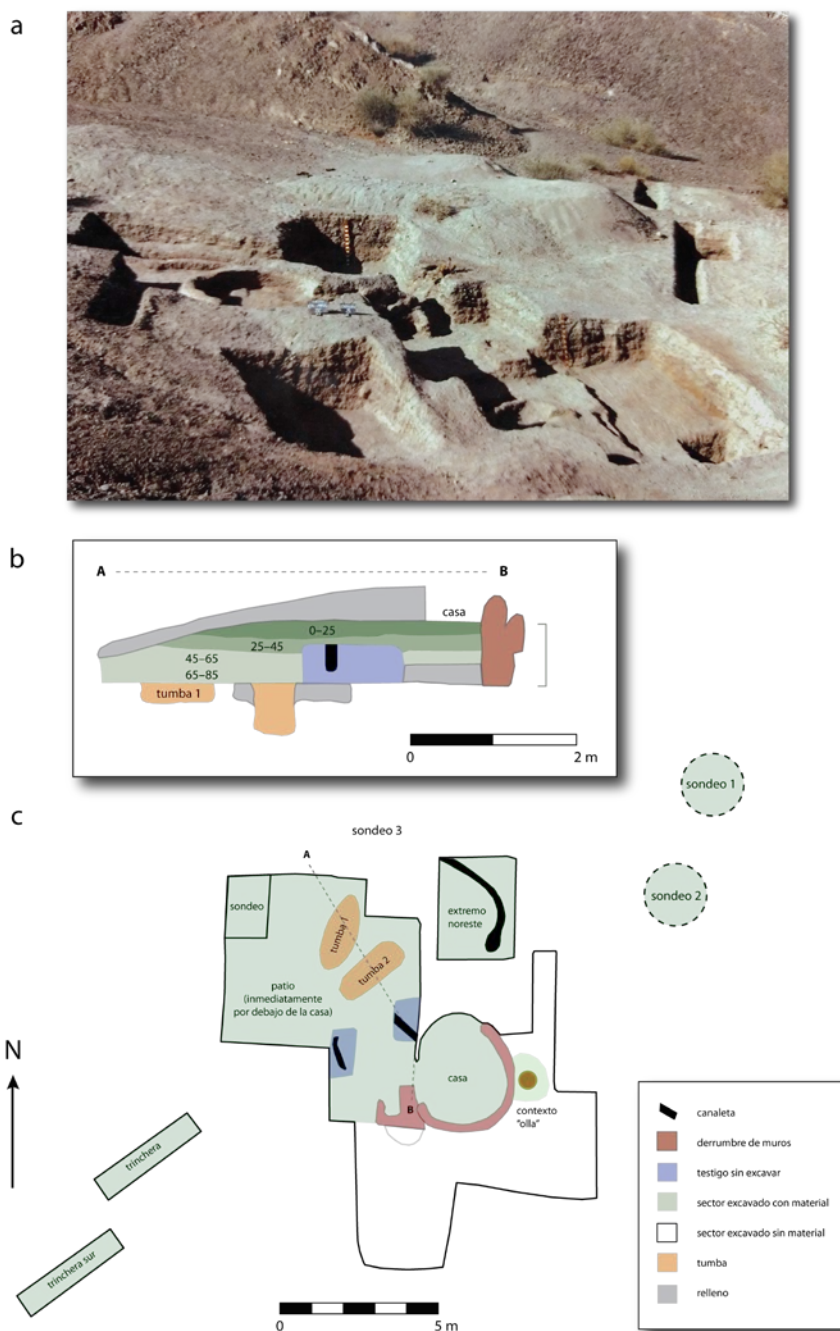 a
b
A
B
casa
0–25
25–45
45–65
65–85
tumba 1
0
2 m
c
sondeo 1
sondeo 3
sondeo 2
A
sondeo
extremo
noreste
tumba 1
tumba 2
patio
(inmediatamente
por debajo de la casa)
N
casa
B
contexto
"olla"
trinchera
trinchera sur
0
5 m
canaleta
derrumbe de muros
testigo sin excavar
sector excavado con material
sector excavado sin material
tumba
relleno